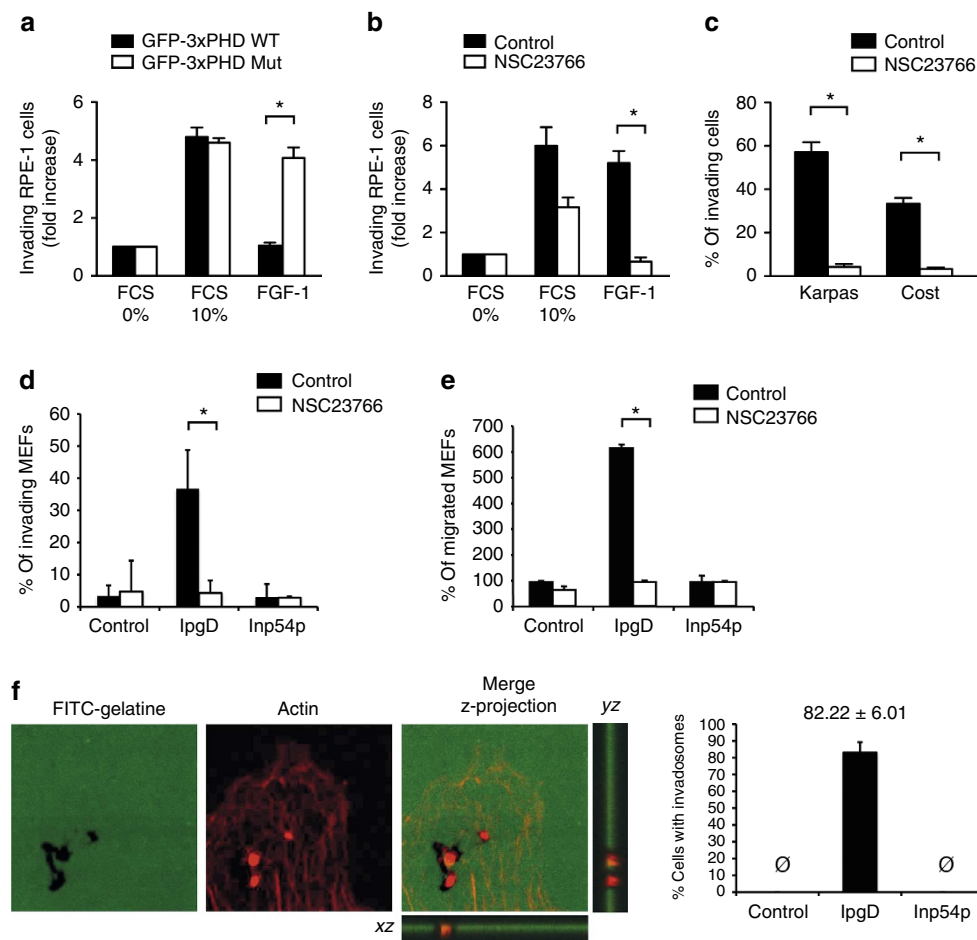 a
GFP-3xPHD WT
GFP-3xPHD Mut
Invading RPE-1 cells
(fold increase)
6
4
2
0
*
FCS
0%
FCS
10%
FGF-1
b
Control
NSC23766
Invading RPE-1 cells
(fold increase)
8
6
4
2
0
*
FCS
0%
FCS
10%
FGF-1
c
Control
NSC23766
% Of invading cells
80
60
40
20
0
*
*
Karpas
Cost
d
Control
NSC23766
% Of invading MEFs
60
50
40
30
20
10
0
*
Control
IpgD
Inp54p
e
Control
NSC23766
% Of migrated MEFs
700
600
500
400
300
200
100
0
*
Control
IpgD
Inp54p
f
FITC-gelatine
Actin
Merge
z-projection
yz
xz
82.22 ± 6.01
% Cells with invadosomes
100
90
80
70
60
50
40
30
20
10
0
Ø
Ø
Control
IpgD
Inp54p